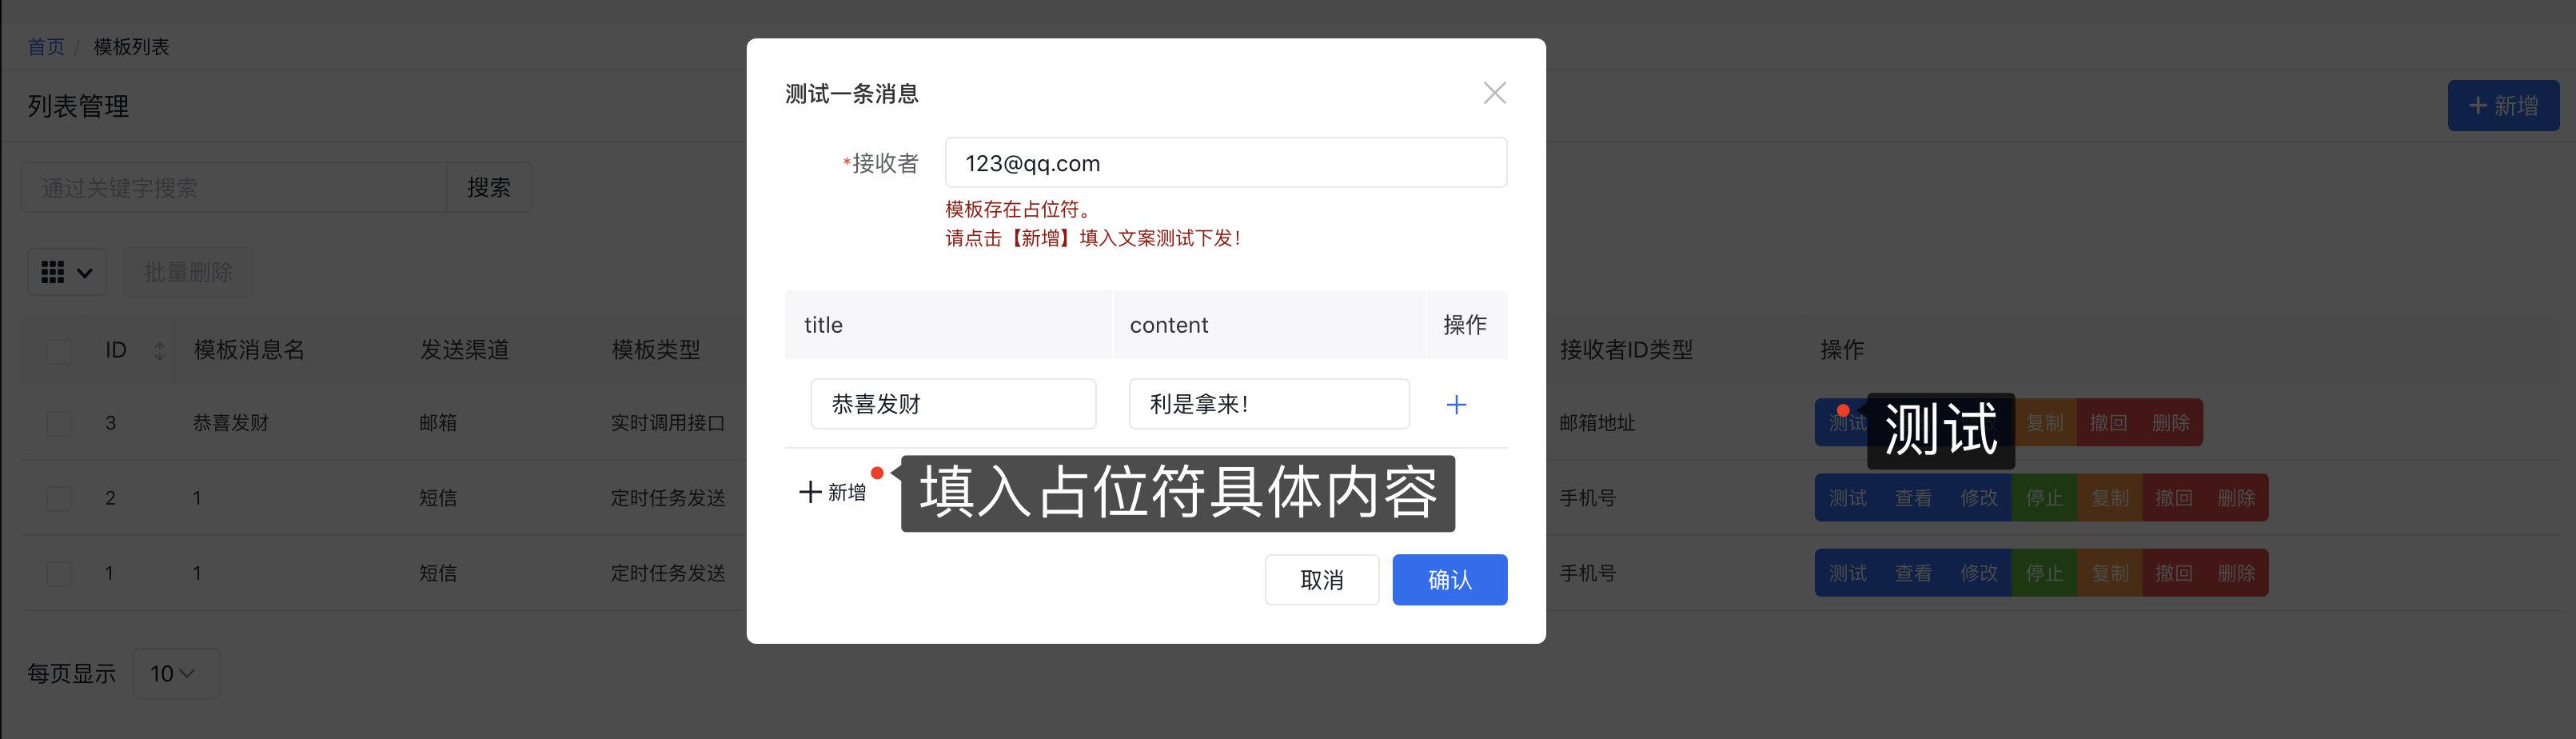 首页 / 模板列表
列表管理
+ 新增
通过关键字搜索 搜索
批量删除
ID 模板消息名 发送渠道 模板类型 接收者ID类型 操作
3 恭喜发财 邮箱 实时调用接口 邮箱地址 测试 复制 撤回 删除
2 1 短信 定时任务发送 手机号 测试 查看 修改 停止 复制 撤回 删除
1 1 短信 定时任务发送 手机号 测试 查看 修改 停止 复制 撤回 删除
每页显示 10
测试一条消息
*接收者 123@qq.com
模板存在占位符。
请点击【新增】填入文案测试下发！
title content 操作
恭喜发财 利是拿来！ +
+ 新增
填入占位符具体内容
取消 确认
测试